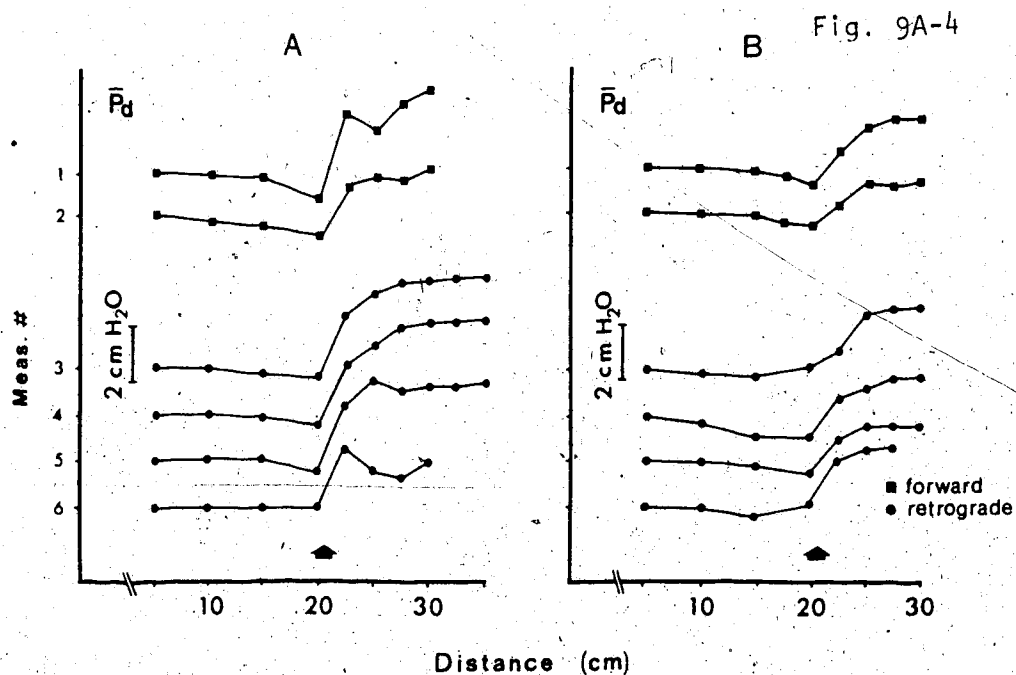 Fig. 9A-4
A
B
P̄d
P̄d
1
2
3
4
5
6
Meas. #
2 cm H₂O
2 cm H₂O
■ forward
● retrograde
10 20 30
10 20 30
Distance (cm)